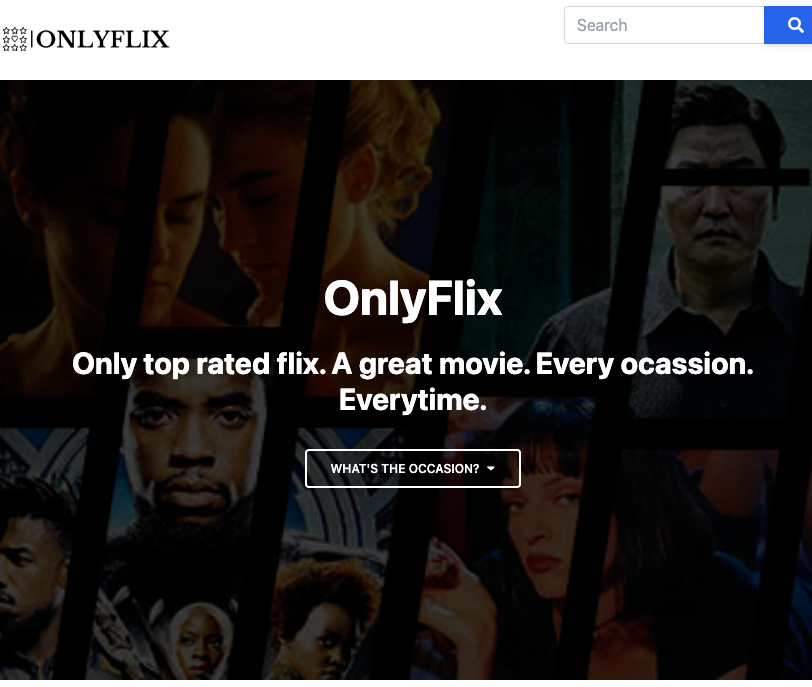 ONLYFLIX
Search
OnlyFlix
Only top rated flix. A great movie. Every ocassion.
Everytime.
WHAT'S THE OCCASION?